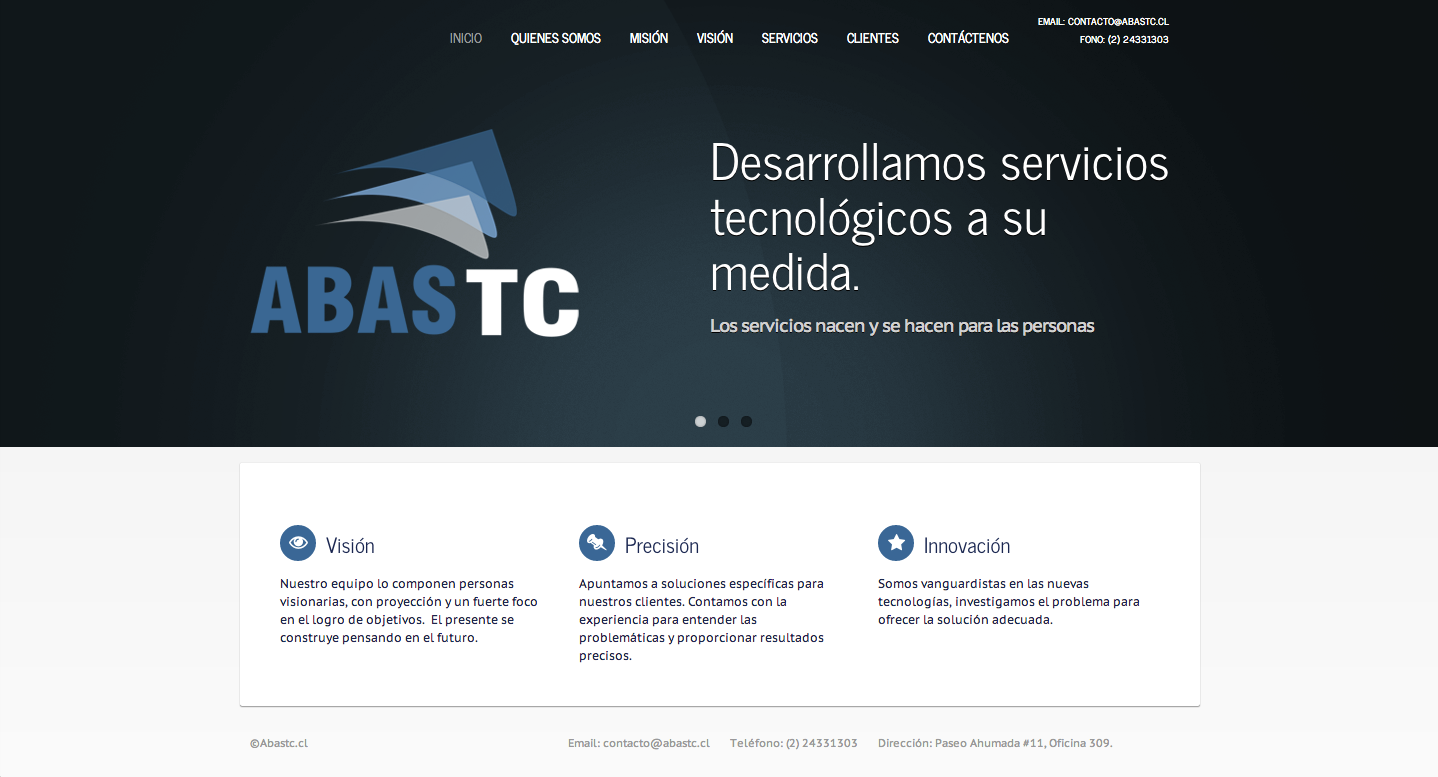 EMAIL: CONTACTO@ABASTC.CL
INICIO QUIENES SOMOS MISIÓN VISIÓN SERVICIOS CLIENTES CONTÁCTENOS
FONO: (2) 24331303
ABASTC
Desarrollamos servicios
tecnológicos a su
medida.
Los servicios nacen y se hacen para las personas
Visión
Nuestro equipo lo componen personas
visionarias, con proyección y un fuerte foco
en el logro de objetivos.  El presente se
construye pensando en el futuro.
Precisión
Apuntamos a soluciones específicas para
nuestros clientes. Contamos con la
experiencia para entender las
problemáticas y proporcionar resultados
precisos.
Innovación
Somos vanguardistas en las nuevas
tecnologías, investigamos el problema para
ofrecer la solución adecuada.
©Abastc.cl Email: contacto@abastc.cl Teléfono: (2) 24331303 Dirección: Paseo Ahumada #11, Oficina 309.